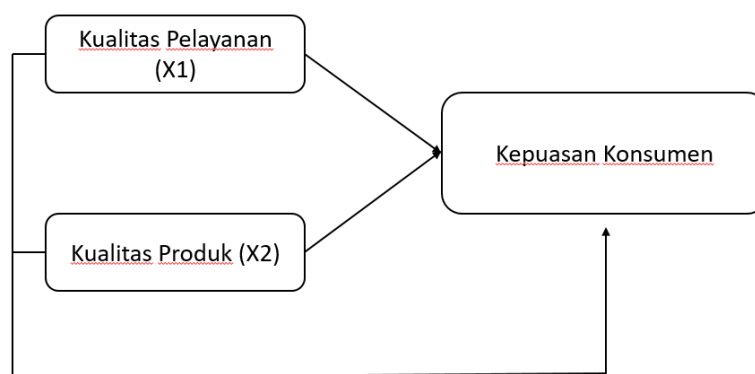 Kualitas Pelayanan
(X1)
Kepuasan Konsumen
Kualitas Produk (X2)